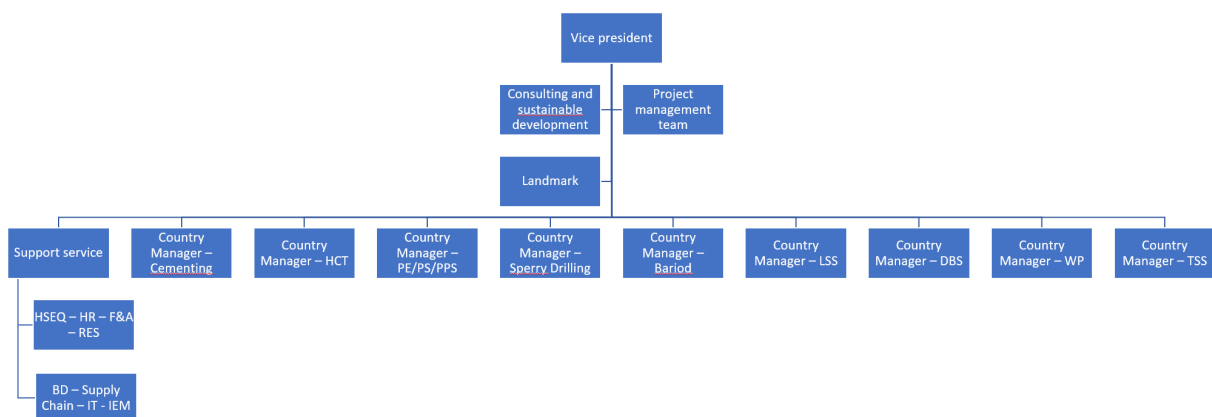 Vice president
Consulting and
sustainable
development
Project
management
team
Landmark
Support service
Country
Manager –
Cementing
Country
Manager – HCT
Country
Manager –
PE/PS/PPS
Country
Manager –
Sperry Drilling
Country
Manager –
Bariod
Country
Manager – LSS
Country
Manager – DBS
Country
Manager – WP
Country
Manager – TSS
HSEQ – HR – F&A
– RES
BD – Supply
Chain – IT - IEM